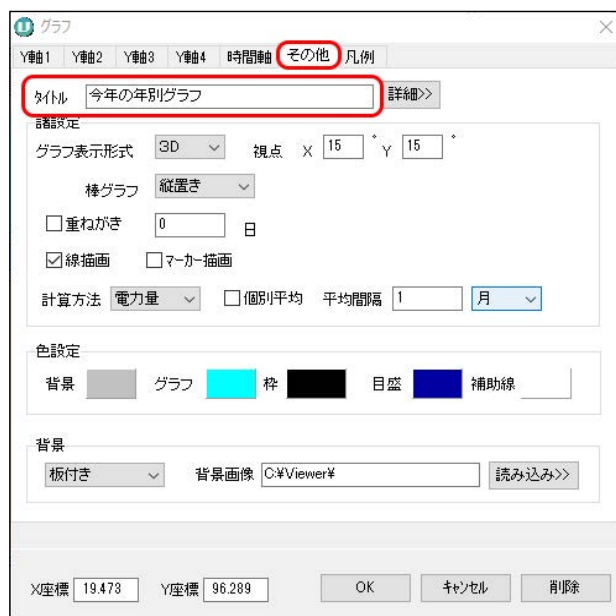 グラフ
Y軸1 Y軸2 Y軸3 Y軸4 時間軸 その他 凡例
タイトル 今年の年別グラフ 詳細>>
諸設定
グラフ表示形式 3D 視点 X 15 ° Y 15 °
棒グラフ 縦置き
重ねがき 0 日
線描画 マーカー描画
計算方法 電力量 個別平均 平均間隔 1 月
色設定
背景 グラフ 枠 目盛 補助線
背景
板付き 背景画像 C:¥Viewer¥ 読み込み>>
X座標 19.473 Y座標 96.289 OK キャンセル 削除